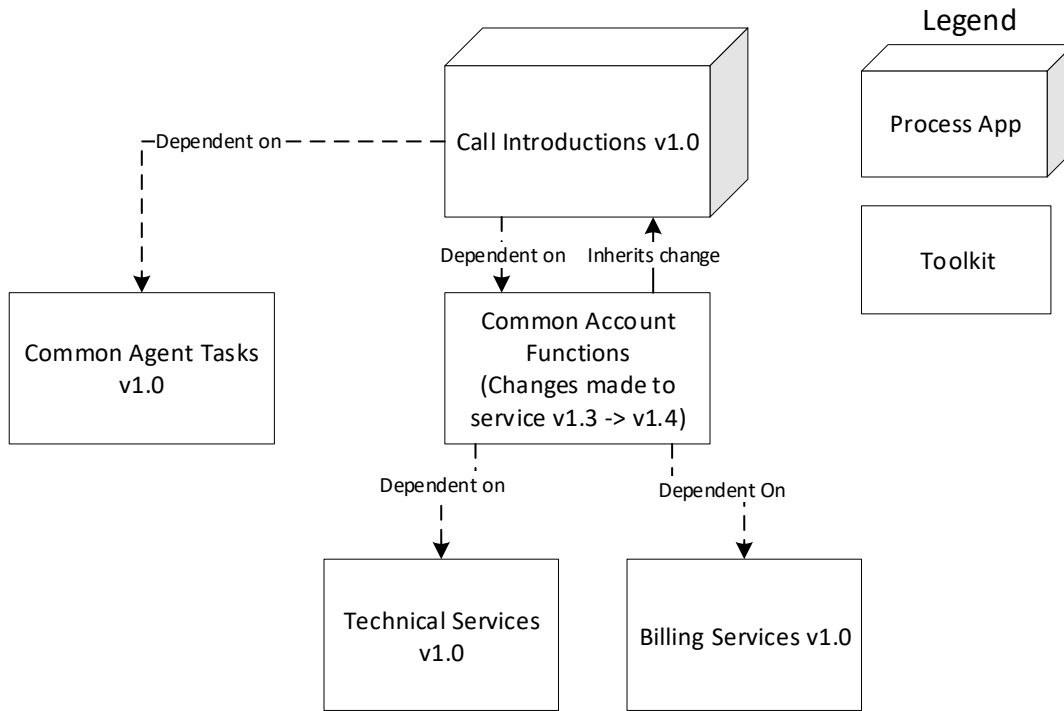 Legend
Process App
Toolkit
Call Introductions v1.0
Dependent on
Dependent on
Inherits change
Common Agent Tasks
v1.0
Common Account
Functions
(Changes made to
service v1.3 -> v1.4)
Dependent on
Dependent On
Technical Services
v1.0
Billing Services v1.0